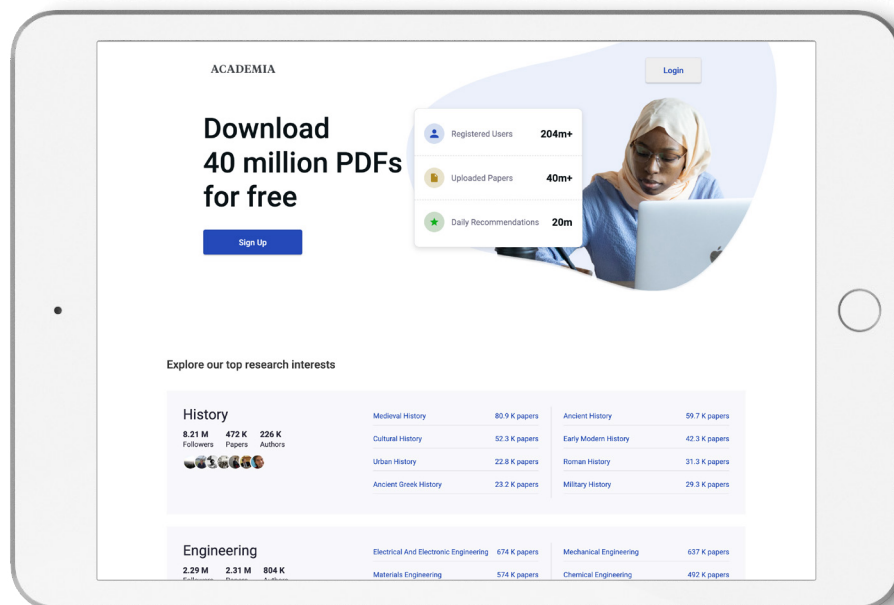 ACADEMIA
Login
Download
40 million PDFs
for free
Sign Up
Registered Users 204m+
Uploaded Papers 40m+
Daily Recommendations 20m
Explore our top research interests
History
8.21 M 472 K 226 K
Followers Papers Authors
Medieval History 80.9 K papers
Cultural History 52.3 K papers
Urban History 22.8 K papers
Ancient Greek History 23.2 K papers
Ancient History 59.7 K papers
Early Modern History 42.3 K papers
Roman History 31.3 K papers
Military History 29.3 K papers
Engineering
2.29 M 2.31 M 804 K
Followers Papers Authors
Electrical And Electronic Engineering 674 K papers
Materials Engineering 574 K papers
Mechanical Engineering 637 K papers
Chemical Engineering 492 K papers